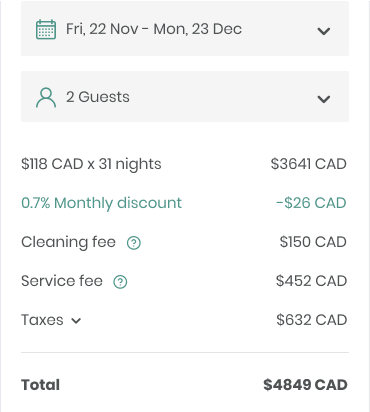 Fri, 22 Nov - Mon, 23 Dec
2 Guests
$118 CAD x 31 nights $3641 CAD
0.7% Monthly discount -$26 CAD
Cleaning fee ? $150 CAD
Service fee ? $452 CAD
Taxes $632 CAD
Total $4849 CAD